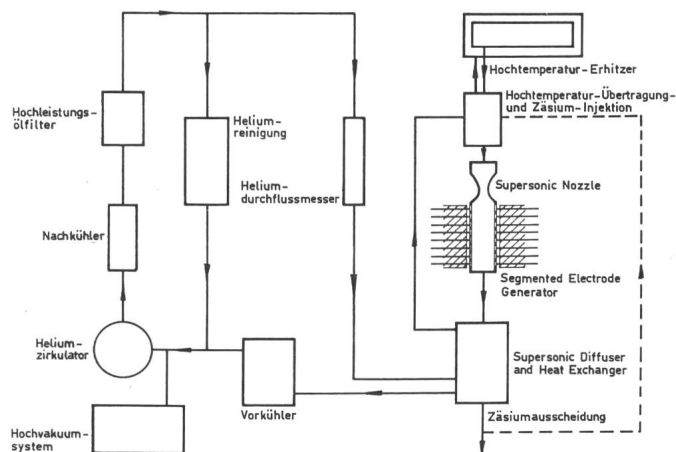 Hochtemperatur-Erhitzer
Hochtemperatur-Übertragung-
und Zäsium-Injektion
Hochleistungs-
ölfilter
Helium-
reinigung
Helium-
durchflussmesser
Supersonic Nozzle
Nachkühler
Segmented Electrode
Generator
Helium-
zirkulator
Supersonic Diffuser
and Heat Exchanger
Vorkühler
Zäsiumausscheidung
Hochvakuum-
system